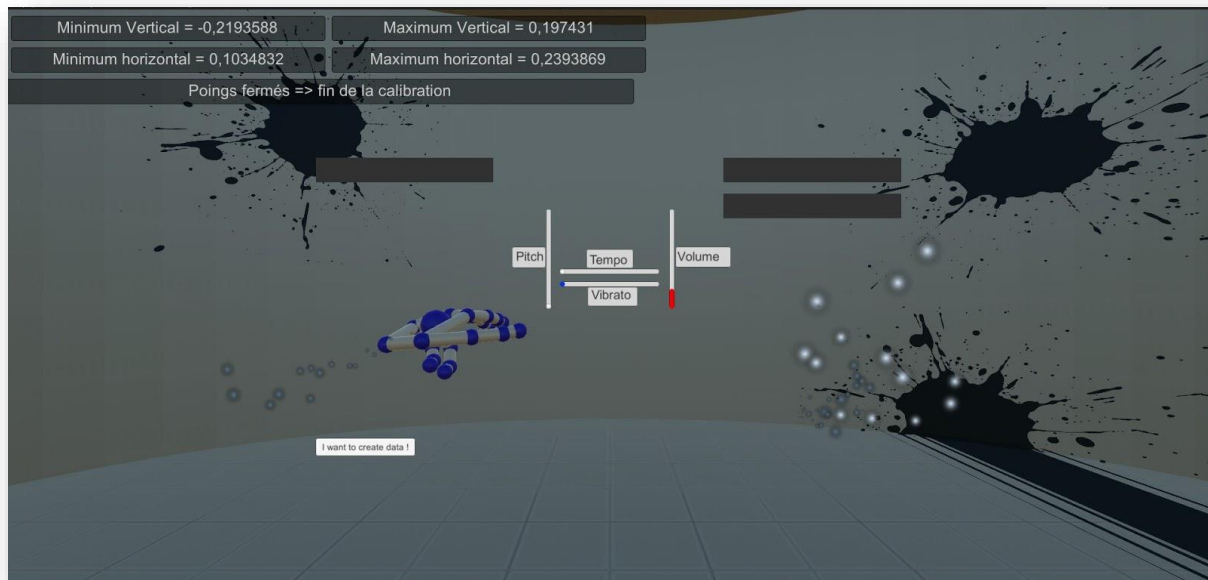 Minimum Vertical = -0,2193588
Maximum Vertical = 0,197431
Minimum horizontal = 0,1034832
Maximum horizontal = 0,2393869
Poings fermés => fin de la calibration
Pitch
Tempo
Volume
Vibrato
I want to create data !